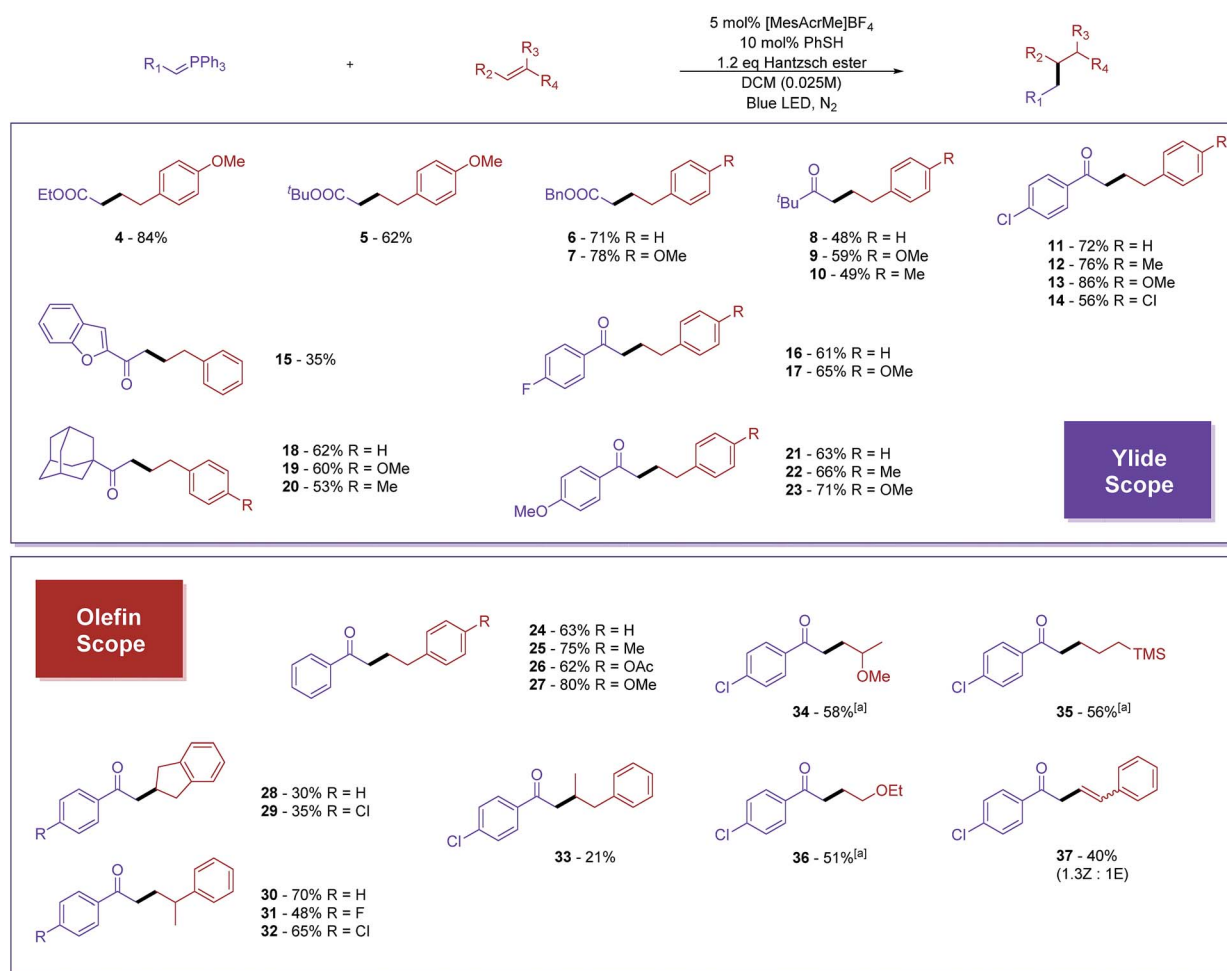 R₁ PPh₃ + R₂ R₃ R₄
5 mol% [MesAcrMe]BF₄
10 mol% PhSH
1.2 eq Hantzsch ester
DCM (0.025M)
Blue LED, N₂
R₃
R₂ R₄
R₁
EtOOC OMe
4 - 84%
ᵗBuOOC OMe
5 - 62%
BnOOC R
6 - 71% R = H
7 - 78% R = OMe
O R
ᵗBu
8 - 48% R = H
9 - 59% R = OMe
10 - 49% R = Me
O R
Cl
11 - 72% R = H
12 - 76% R = Me
13 - 86% R = OMe
14 - 56% R = Cl
O O
15 - 35%
O R
F
16 - 61% R = H
17 - 65% R = OMe
O R
18 - 62% R = H
19 - 60% R = OMe
20 - 53% R = Me
O R
MeO
21 - 63% R = H
22 - 66% R = Me
23 - 71% R = OMe
Ylide
Scope
Olefin
Scope
O R
24 - 63% R = H
25 - 75% R = Me
26 - 62% R = OAc
27 - 80% R = OMe
O
Cl OMe
34 - 58%[a]
O
Cl TMS
35 - 56%[a]
O
R
28 - 30% R = H
29 - 35% R = Cl
O
Cl
33 - 21%
O
Cl OEt
36 - 51%[a]
O
Cl
37 - 40%
(1.3Z : 1E)
O
R
30 - 70% R = H
31 - 48% R = F
32 - 65% R = Cl